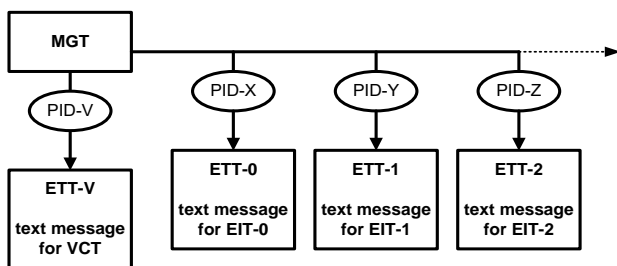 MGT
PID-V
PID-X
PID-Y
PID-Z
ETT-V
text message
for VCT
ETT-0
text message
for EIT-0
ETT-1
text message
for EIT-1
ETT-2
text message
for EIT-2